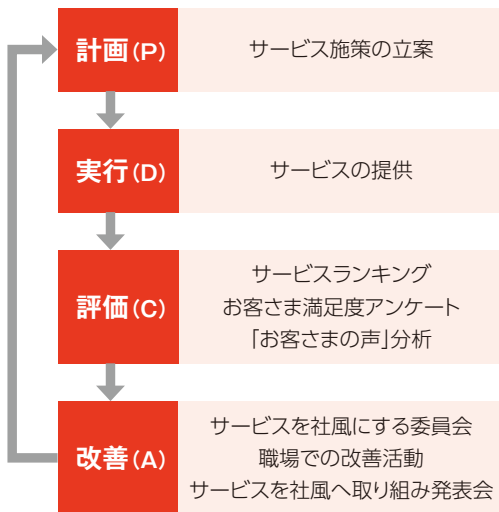 計画(P)
サービス施策の立案
実行(D)
サービスの提供
評価(C)
サービスランキング
お客さま満足度アンケート
「お客さまの声」分析
改善(A)
サービスを社風にする委員会
職場での改善活動
サービスを社風へ取り組み発表会